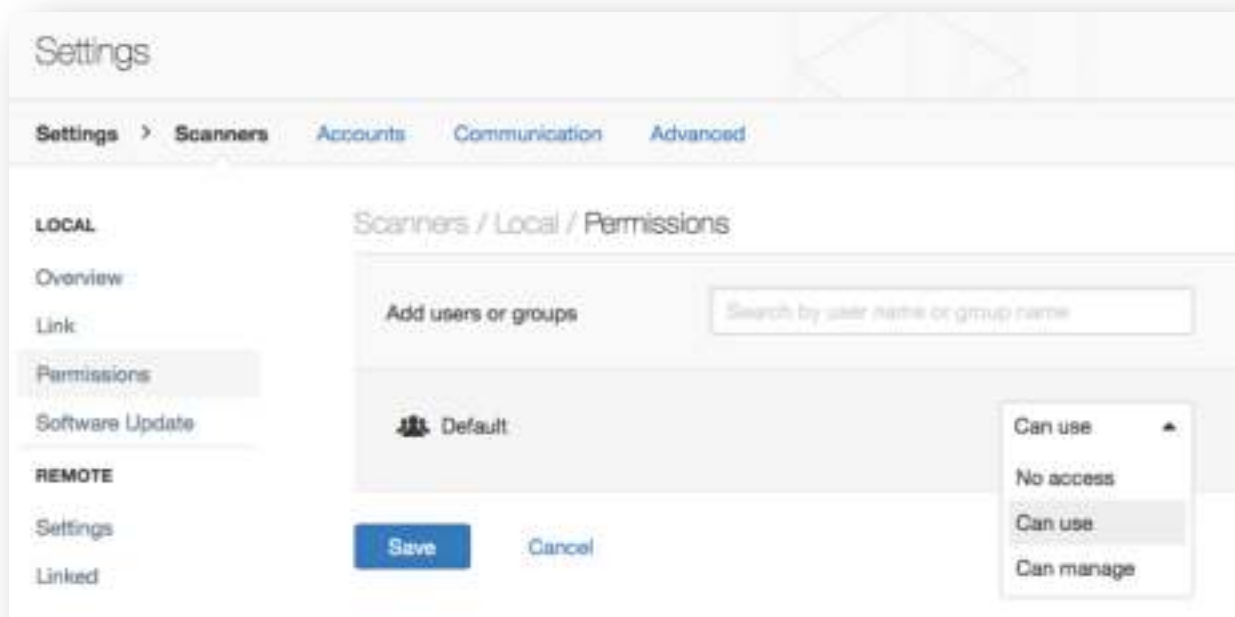 Settings
Settings > Scanners Accounts Communication Advanced
LOCAL
Overview
Link
Permissions
Software Update
REMOTE
Settings
Linked
Scanners / Local / Permissions
Add users or groups
Search by user name or group name
Default
Can use
No access
Can use
Can manage
Save Cancel